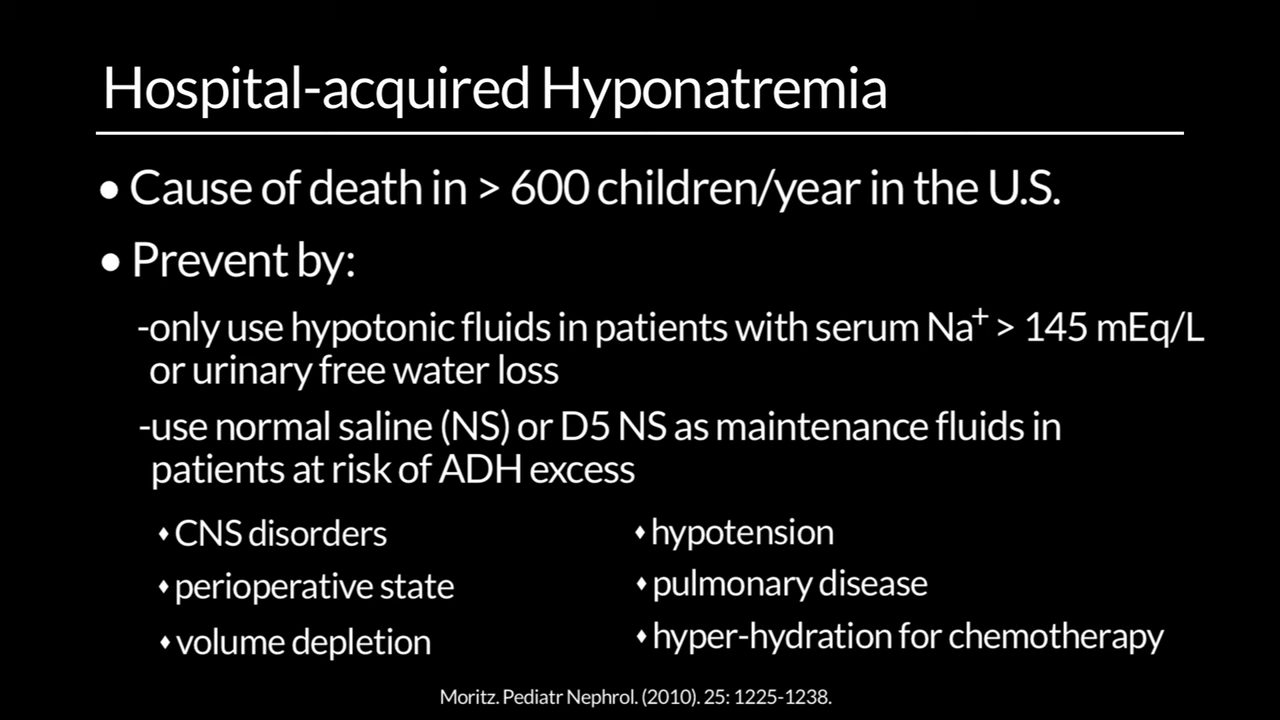 Hospital-acquired Hyponatremia
• Cause of death in > 600 children/year in the U.S.
• Prevent by:
-only use hypotonic fluids in patients with serum Na⁺ > 145 mEq/L
or urinary free water loss
-use normal saline (NS) or D5 NS as maintenance fluids in
patients at risk of ADH excess
♦ CNS disorders
♦ perioperative state
♦ volume depletion
♦ hypotension
♦ pulmonary disease
♦ hyper-hydration for chemotherapy
Moritz. Pediatr Nephrol. (2010). 25: 1225-1238.